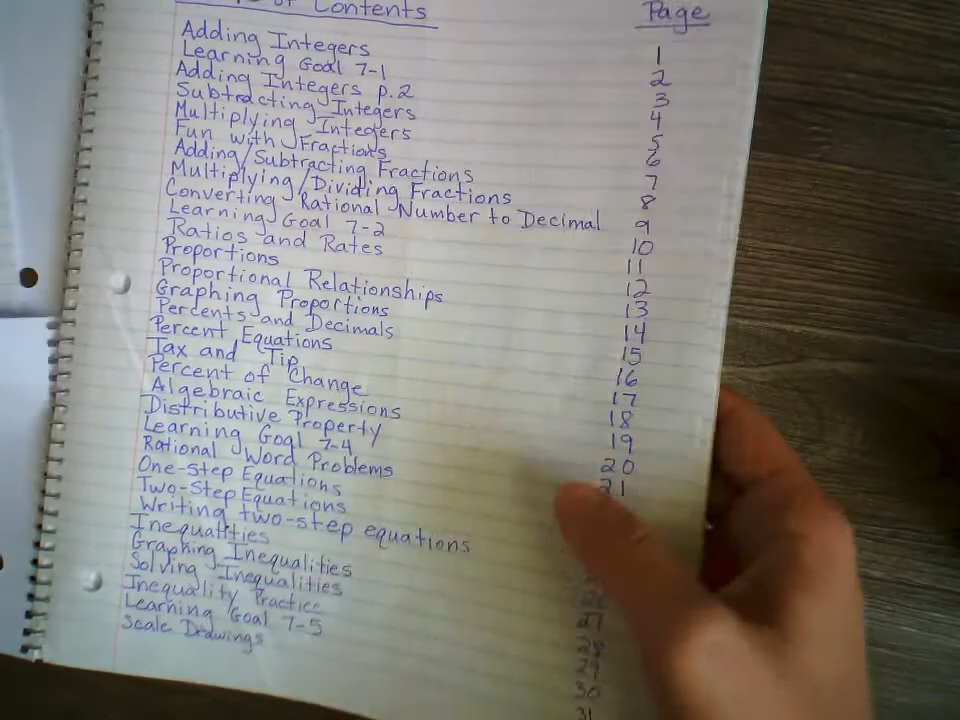 of Contents Page
Adding Integers 1
Learning Goal 7-1 2
Adding Integers p.2 3
Subtracting Integers 4
Multiplying Integers 5
Fun with Fractions 6
Adding/Subtracting Fractions 7
Multiplying/Dividing Fractions 8
Converting Rational Number to Decimal 9
Learning Goal 7-2 10
Ratios and Rates 11
Proportions 12
Proportional Relationships 13
Graphing Proportions 14
Percents and Decimals 15
Percent Equations 16
Tax and Tip 17
Percent of Change 18
Algebraic Expressions 19
Distributive Property 20
Learning Goal 7-4 21
Rational Word Problems
One-Step Equations
Two-Step Equations
Writing two-step equations
Inequalities
Graphing Inequalities 27
Solving Inequalities 28
Inequality Practice 29
Learning Goal 7-5 30
Scale Drawings 31